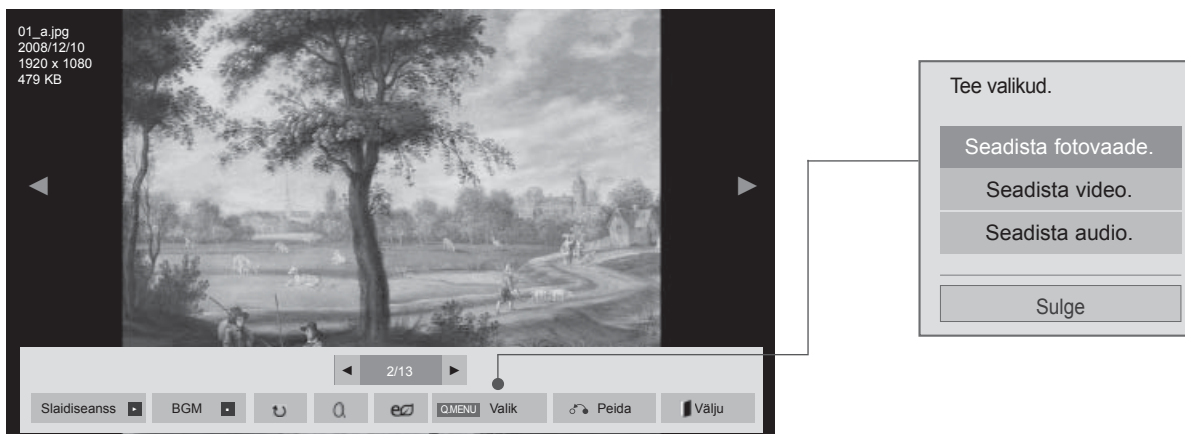 01_a.jpg
2008/12/10
1920 x 1080
479 KB
2/13
Slaidiseanss BGM Q.MENU Valik Peida Välju
Tee valikud.
Seadista fotovaade.
Seadista video.
Seadista audio.
Sulge